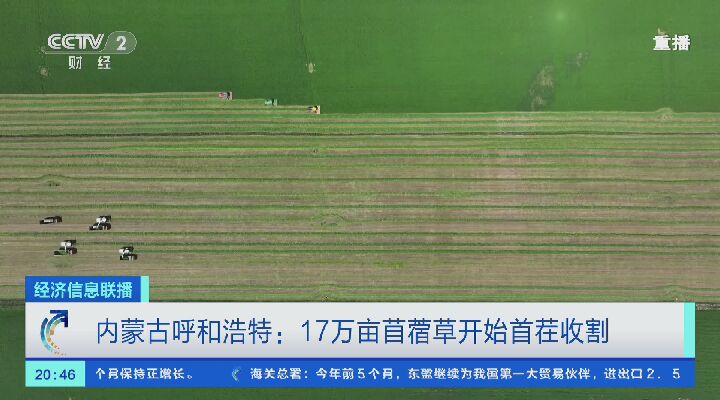 CCTV 2
财经
重播
经济信息联播
内蒙古呼和浩特：17万亩苜蓿草开始首茬收割
20:46 个月保持正增长。 海关总署：今年前5个月，东盟继续为我国第一大贸易伙伴，进出口2.5